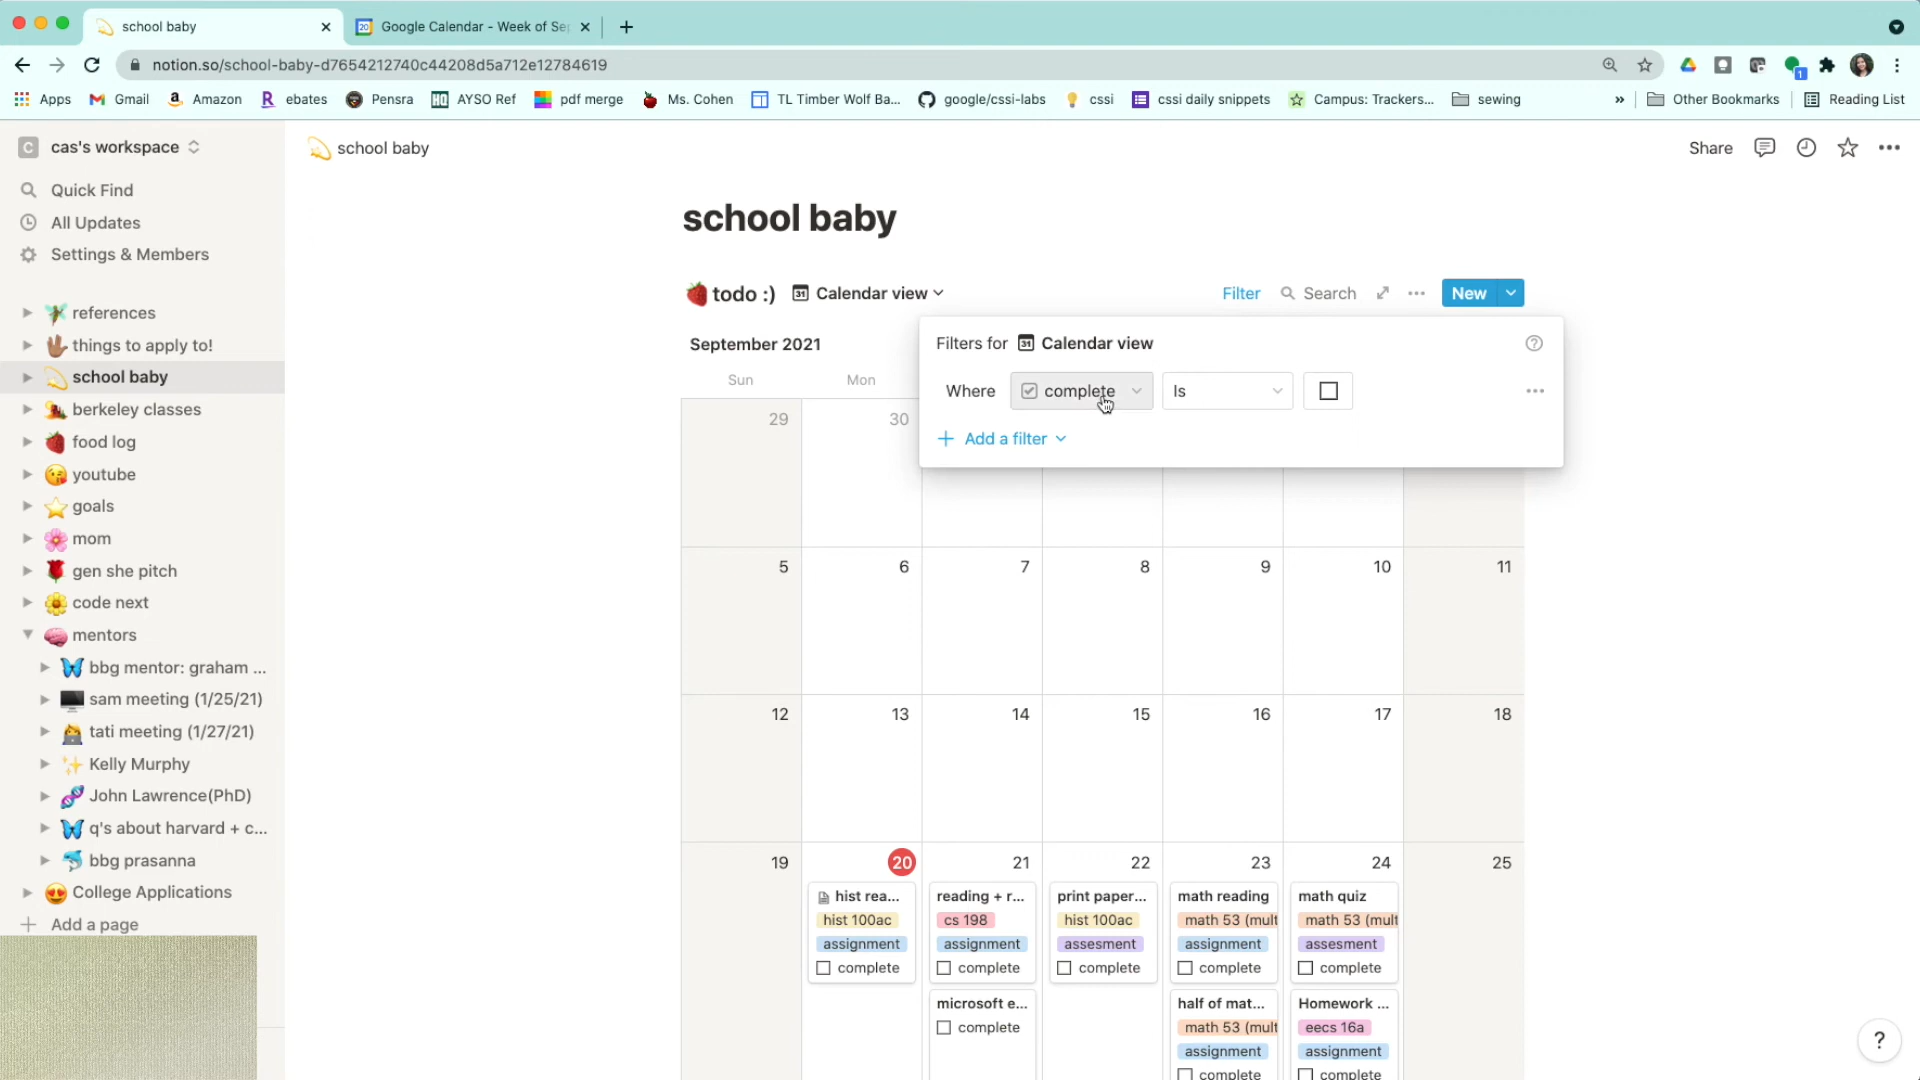 school baby
Google Calendar - Week of Se
notion.so/school-baby-d7654212740c44208d5a712e12784619
1
Apps
Gmail
Amazon
ebates
Pensra
AYSO Ref
pdf merge
Ms. Cohen
TL Timber Wolf Ba...
google/cssi-labs
cssi
cssi daily snippets
Campus: Trackers...
sewing
»
Other Bookmarks
Reading List
C cas's workspace
Quick Find
All Updates
Settings & Members
references
things to apply to!
school baby
berkeley classes
food log
youtube
goals
mom
gen she pitch
code next
mentors
bbg mentor: graham ...
sam meeting (1/25/21)
tati meeting (1/27/21)
Kelly Murphy
John Lawrence(PhD)
q's about harvard + c...
bbg prasanna
College Applications
+ Add a page
school baby
Share
school baby
todo :)
31 Calendar view
Filter
Search
New
September 2021
Sun
Mon
Filters for 31 Calendar view
Where
complete
Is
+ Add a filter
29
30
5
6
7
8
9
10
11
12
13
14
15
16
17
18
19
20
21
22
23
24
25
hist rea...
hist 100ac
assignment
complete
reading + r...
cs 198
assignment
complete
microsoft e...
complete
print paper...
hist 100ac
assesment
complete
math reading
math 53 (mult
assignment
complete
half of mat...
math 53 (mult
assignment
complete
math quiz
math 53 (mult
assesment
complete
Homework ...
eecs 16a
assignment
complete
?